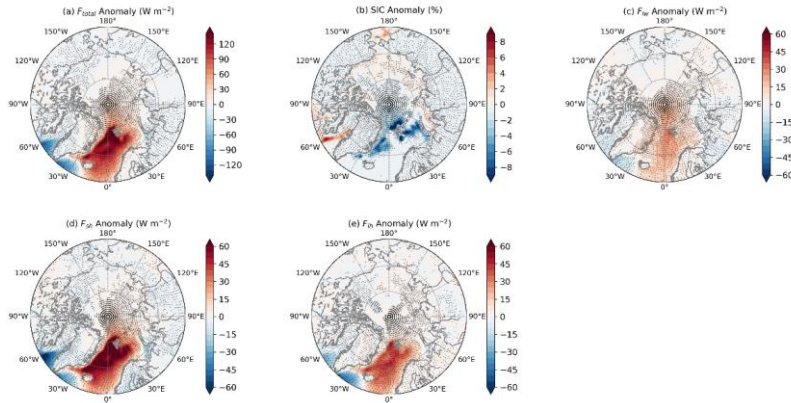 (a) F_total Anomaly (W m⁻²)
180°
150°W
150°E
120°W
120°E
90°W
90°E
60°W
60°E
30°W
30°E
0°
120
90
60
30
0
−30
−60
−90
−120
(b) SIC Anomaly (%)
180°
150°W
150°E
120°W
120°E
90°W
90°E
60°W
60°E
30°W
30°E
0°
8
6
4
2
0
−2
−4
−6
−8
(c) F_lw Anomaly (W m⁻²)
180°
150°W
150°E
120°W
120°E
90°W
90°E
60°W
60°E
30°W
30°E
0°
60
45
30
15
0
−15
−30
−45
−60
(d) F_sh Anomaly (W m⁻²)
180°
150°W
150°E
120°W
120°E
90°W
90°E
60°W
60°E
30°W
30°E
0°
60
45
30
15
0
−15
−30
−45
−60
(e) F_lh Anomaly (W m⁻²)
180°
150°W
150°E
120°W
120°E
90°W
90°E
60°W
60°E
30°W
30°E
0°
60
45
30
15
0
−15
−30
−45
−60